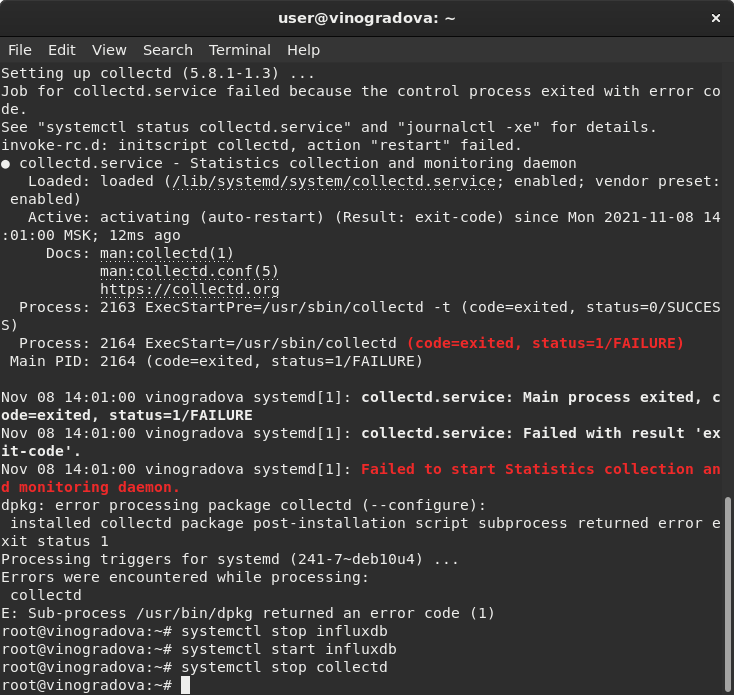 user@vinogradova: ~
×
File Edit View Search Terminal Help
Setting up collectd (5.8.1-1.3) ...
Job for collectd.service failed because the control process exited with error co
de.
See "systemctl status collectd.service" and "journalctl -xe" for details.
invoke-rc.d: initscript collectd, action "restart" failed.
● collectd.service - Statistics collection and monitoring daemon
   Loaded: loaded (/lib/systemd/system/collectd.service; enabled; vendor preset:
 enabled)
   Active: activating (auto-restart) (Result: exit-code) since Mon 2021-11-08 14
:01:00 MSK; 12ms ago
     Docs: man:collectd(1)
           man:collectd.conf(5)
           https://collectd.org
  Process: 2163 ExecStartPre=/usr/sbin/collectd -t (code=exited, status=0/SUCCES
S)
  Process: 2164 ExecStart=/usr/sbin/collectd (code=exited, status=1/FAILURE)
 Main PID: 2164 (code=exited, status=1/FAILURE)

Nov 08 14:01:00 vinogradova systemd[1]: collectd.service: Main process exited, c
ode=exited, status=1/FAILURE
Nov 08 14:01:00 vinogradova systemd[1]: collectd.service: Failed with result 'ex
it-code'.
Nov 08 14:01:00 vinogradova systemd[1]: Failed to start Statistics collection an
d monitoring daemon.
dpkg: error processing package collectd (--configure):
 installed collectd package post-installation script subprocess returned error e
xit status 1
Processing triggers for systemd (241-7~deb10u4) ...
Errors were encountered while processing:
 collectd
E: Sub-process /usr/bin/dpkg returned an error code (1)
root@vinogradova:~# systemctl stop influxdb
root@vinogradova:~# systemctl start influxdb
root@vinogradova:~# systemctl stop collectd
root@vinogradova:~#